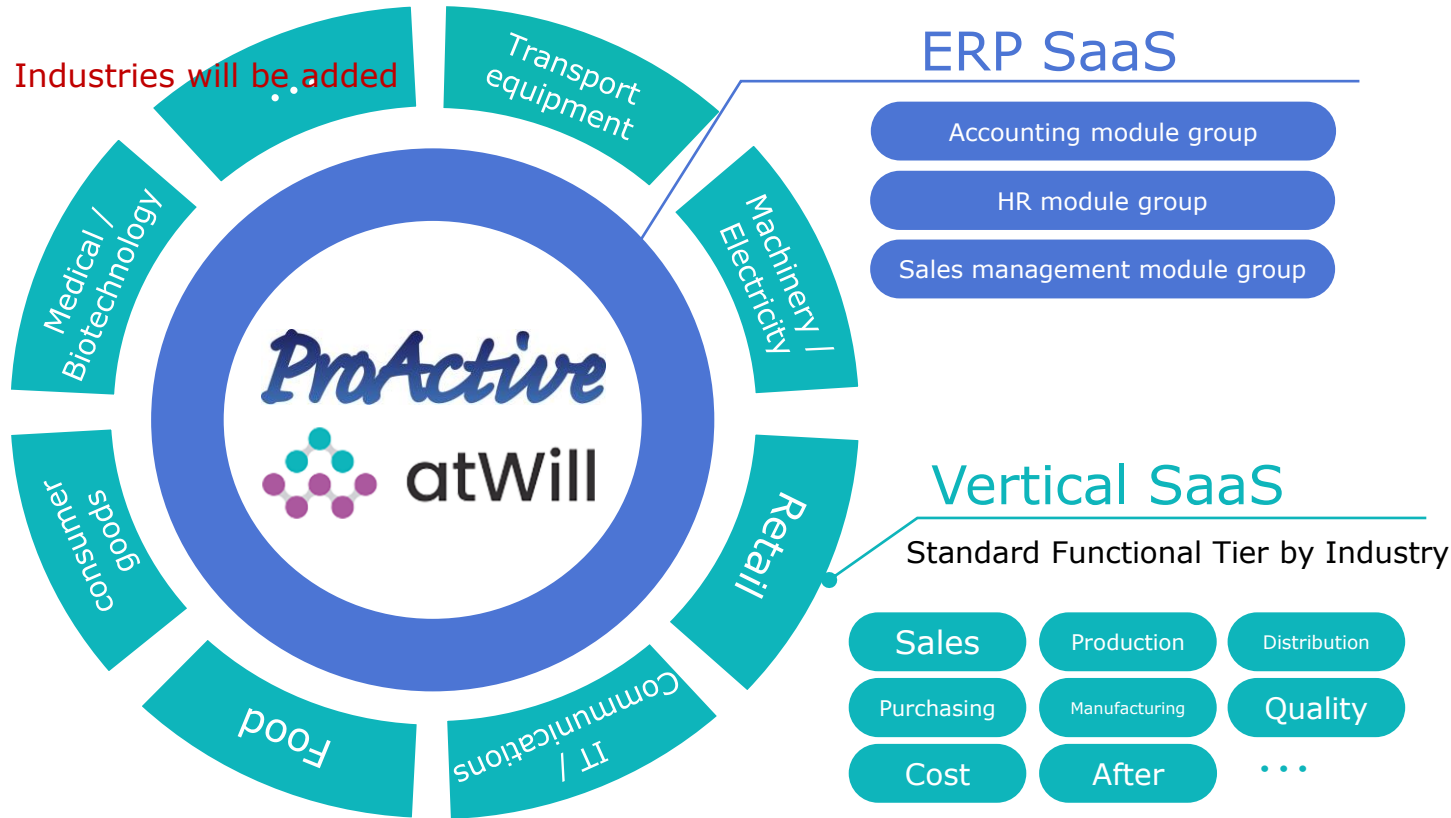 Industries will be added
...
Transport
equipment
Machinery /
Electricity
Retail
IT /
Communications
Food
consumer
goods
Medical /
Biotechnology
ProActive
atWill
ERP SaaS
Accounting module group
HR module group
Sales management module group
Vertical SaaS
Standard Functional Tier by Industry
Sales
Production
Distribution
Purchasing
Manufacturing
Quality
Cost
After
...